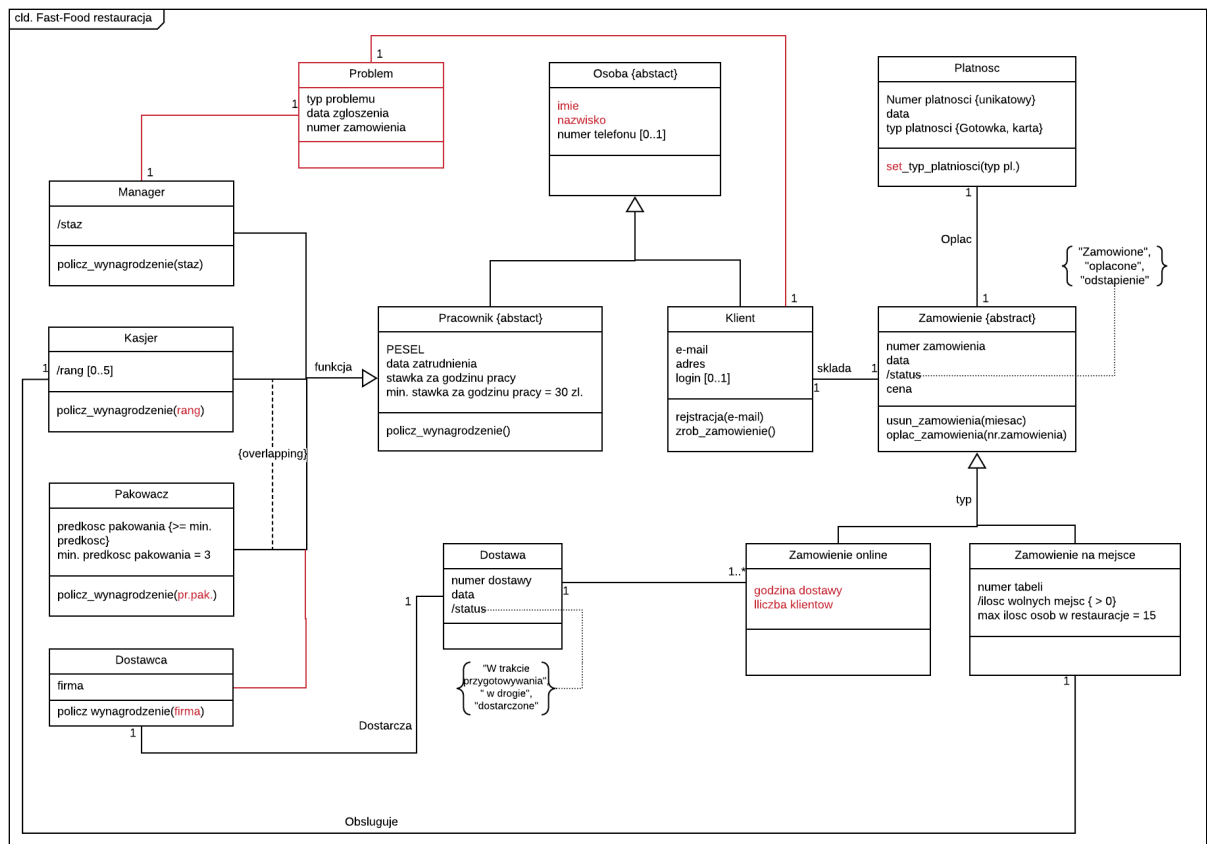 cld. Fast-Food restauracja
1
Problem
typ problemu
data zgloszenia
numer zamowienia
1
1
Osoba {abstact}
imie
nazwisko
numer telefonu [0..1]
Platnosc
Numer platnosci {unikatowy}
data
typ platnosci {Gotowka, karta}
set_typ_platniosci(typ pl.)
1
Oplac
1
"Zamowione",
"oplacone",
"odstapienie"
Manager
/staz
policz_wynagrodzenie(staz)
Kasjer
/rang [0..5]
policz_wynagrodzenie(rang)
1
funkcja
{overlapping}
Pracownik {abstact}
PESEL
data zatrudnienia
stawka za godzinu pracy
min. stawka za godzinu pracy = 30 zl.
policz_wynagrodzenie()
1
Klient
e-mail
adres
login [0..1]
rejstracja(e-mail)
zrob_zamowienie()
sklada
1
1
Zamowienie {abstract}
numer zamowienia
data
/status
cena
usun_zamowienia(miesac)
oplac_zamowienia(nr.zamowienia)
typ
Pakowacz
predkosc pakowania {>= min.
predkosc}
min. predkosc pakowania = 3
policz_wynagrodzenie(pr.pak.)
Dostawca
firma
policz wynagrodzenie(firma)
1
Dostarcza
1
Dostawa
numer dostawy
data
/status
1
1..*
"W trakcie
przygotowywania",
" w drogie",
"dostarczone"
Zamowienie online
godzina dostawy
lliczba klientow
Zamowienie na mejsce
numer tabeli
/ilosc wolnych mejsc { > 0}
max ilosc osob w restauracje = 15
1
Obsluguje